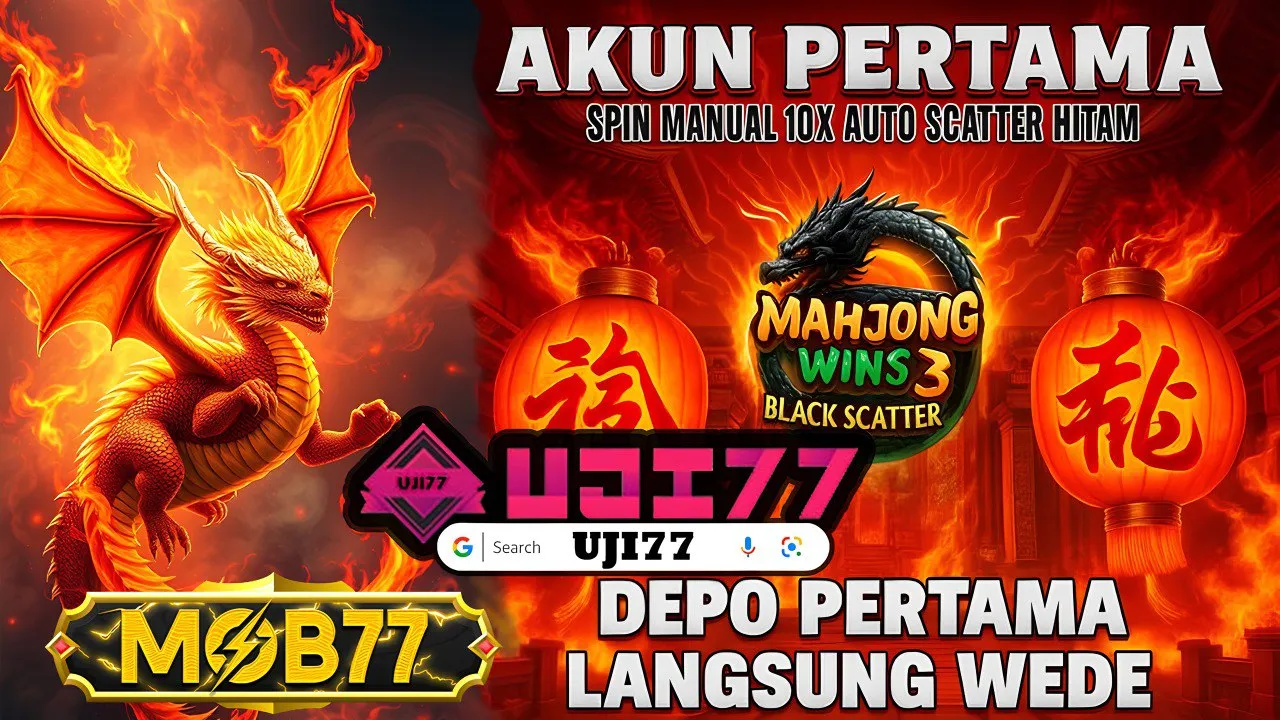 AKUN PERTAMA
SPIN MANUAL 10X AUTO SCATTER HITAM
MAHJONG
WINS 3
BLACK SCATTER
UJI77
UJI77
Search UJI77
MOB77
DEPO PERTAMA
LANGSUNG WEDE